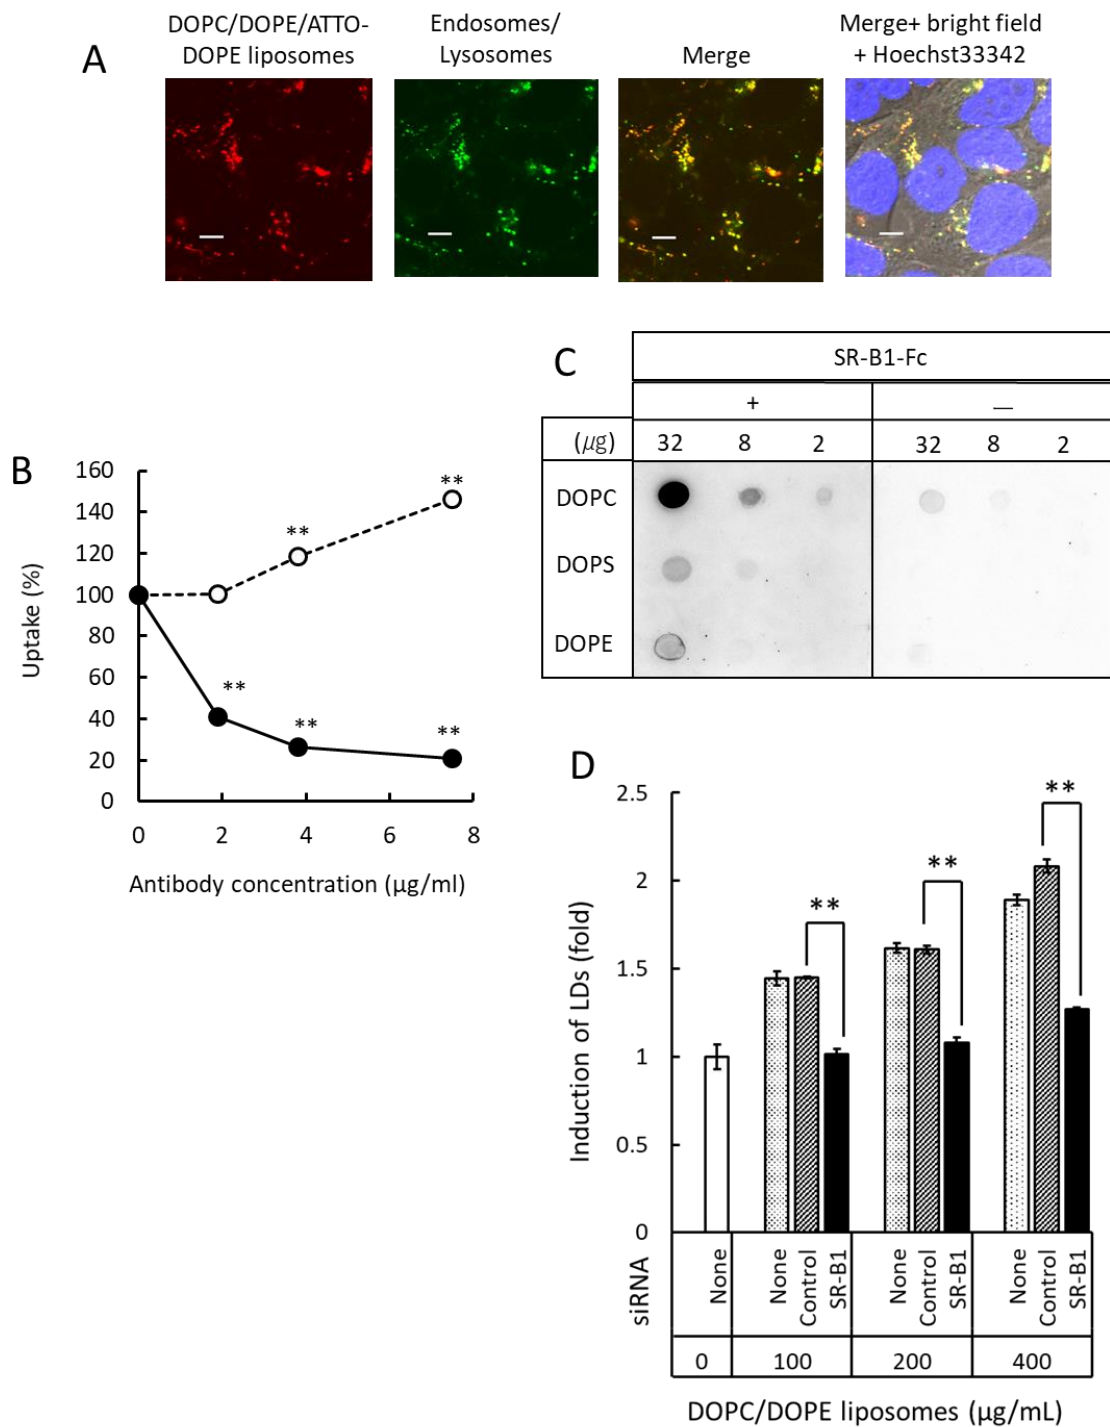 A
DOPC/DOPE/ATTO-
DOPE liposomes
Endosomes/
Lysosomes
Merge
Merge+ bright field
+ Hoechst33342
B
160
140
120
100
80
60
40
20
0
Uptake (%)
**
**
**
**
**
0 2 4 6 8
Antibody concentration (µg/ml)
C
SR-B1-Fc
+ —
(µg) 32 8 2 32 8 2
DOPC
DOPS
DOPE
D
2.5
2
1.5
1
0.5
0
Induction of LDs (fold)
**
**
**
siRNA
None
None
Control
SR-B1
None
Control
SR-B1
None
Control
SR-B1
0 100 200 400
DOPC/DOPE liposomes (µg/mL)